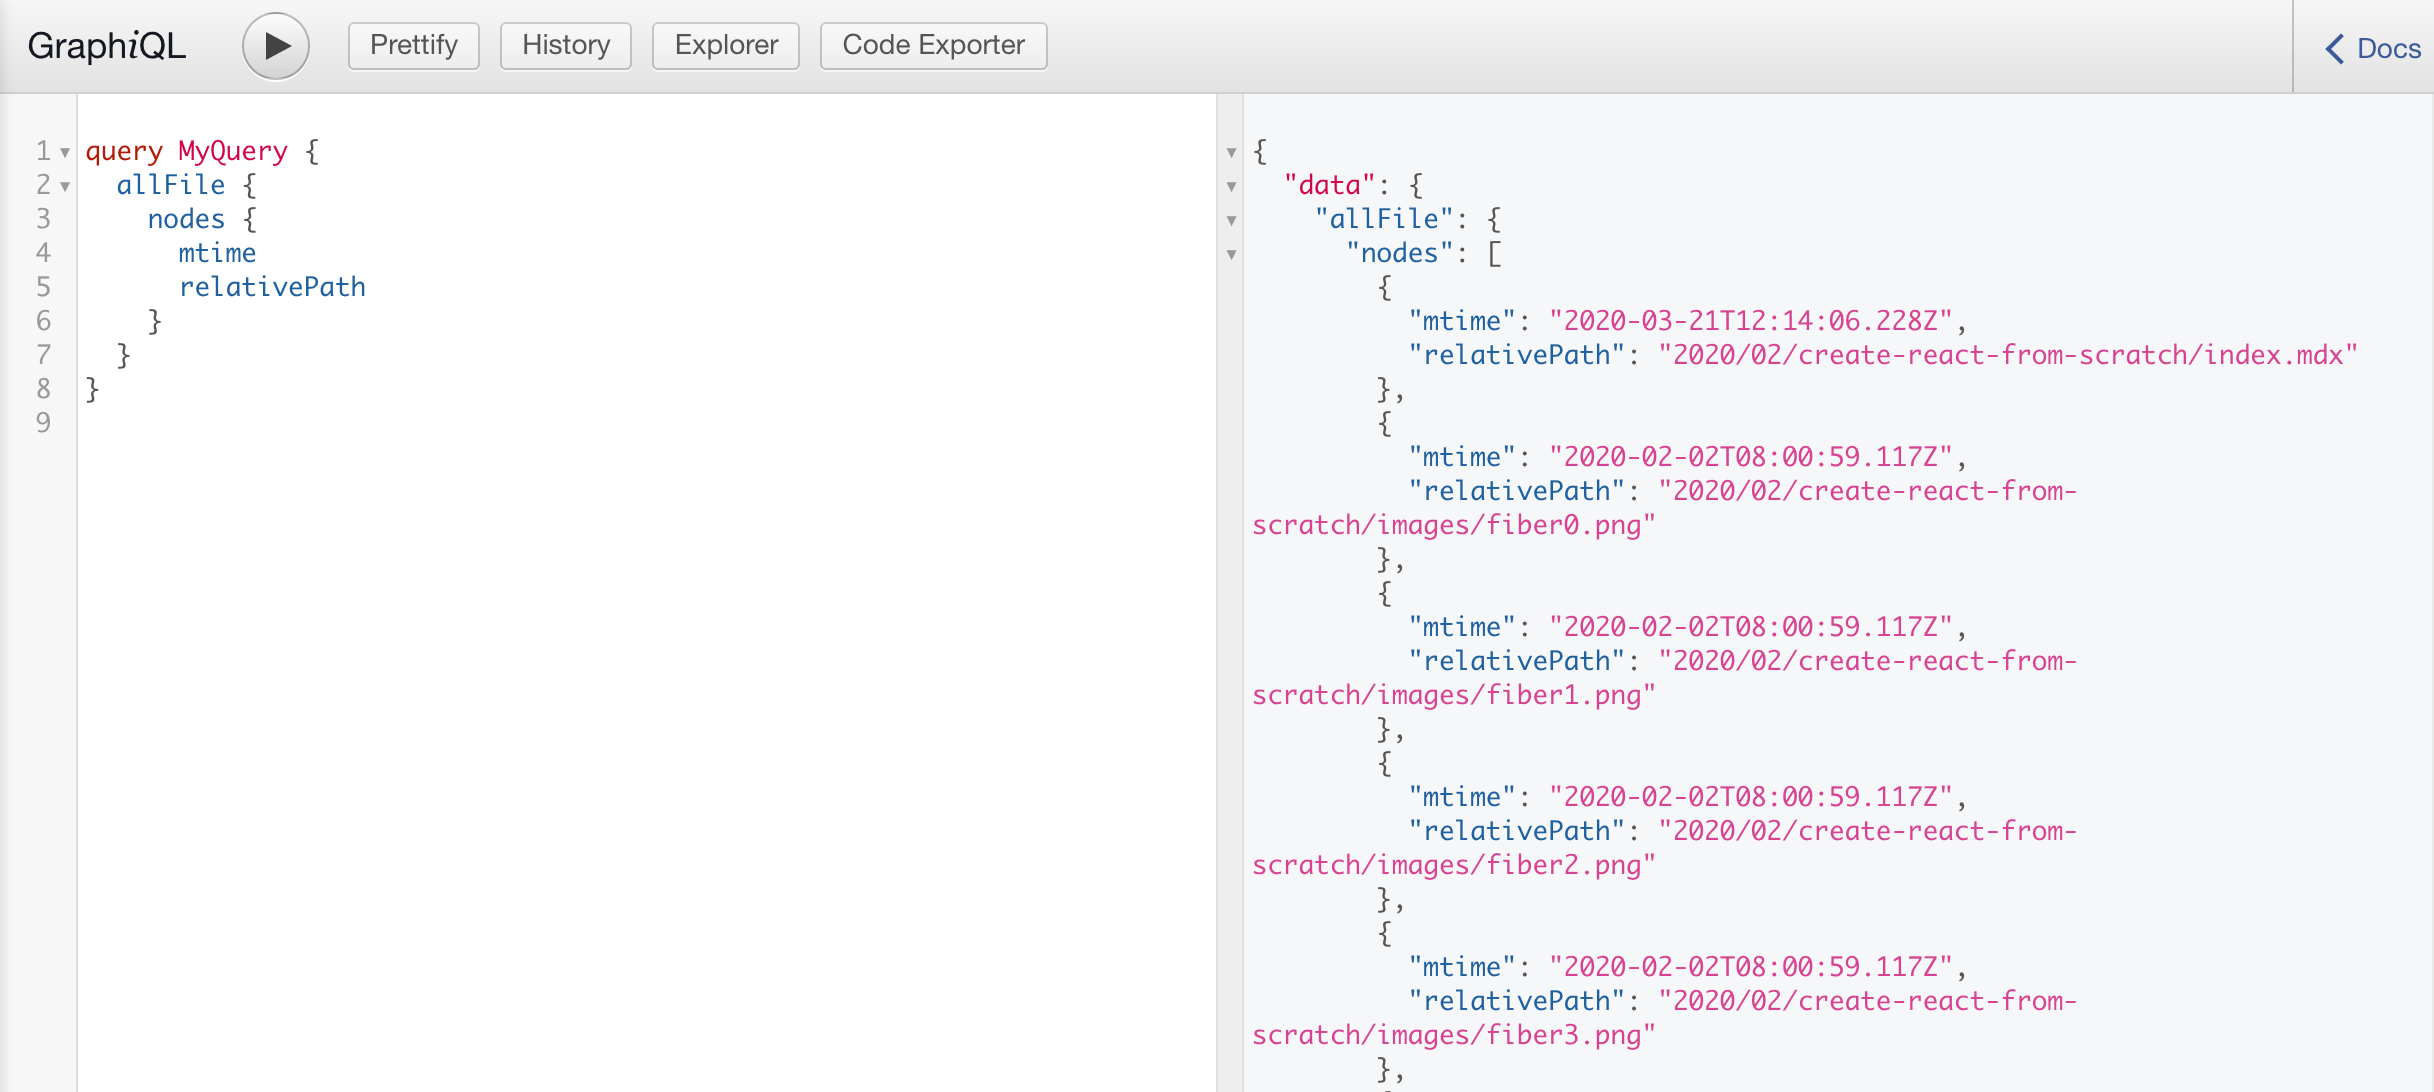 GraphiQL Prettify History Explorer Code Exporter Docs
1 query MyQuery {
2 allFile {
3 nodes {
4 mtime
5 relativePath
6 }
7 }
8 }
9
{
"data": {
"allFile": {
"nodes": [
{
"mtime": "2020-03-21T12:14:06.228Z",
"relativePath": "2020/02/create-react-from-scratch/index.mdx"
},
{
"mtime": "2020-02-02T08:00:59.117Z",
"relativePath": "2020/02/create-react-from-
scratch/images/fiber0.png"
},
{
"mtime": "2020-02-02T08:00:59.117Z",
"relativePath": "2020/02/create-react-from-
scratch/images/fiber1.png"
},
{
"mtime": "2020-02-02T08:00:59.117Z",
"relativePath": "2020/02/create-react-from-
scratch/images/fiber2.png"
},
{
"mtime": "2020-02-02T08:00:59.117Z",
"relativePath": "2020/02/create-react-from-
scratch/images/fiber3.png"
},